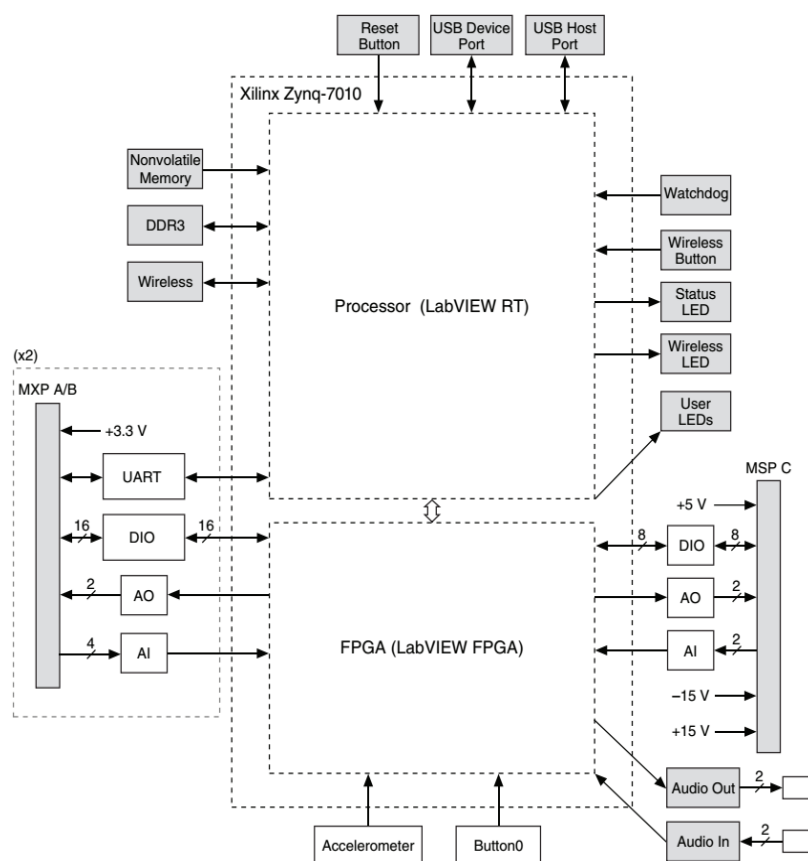 Reset
Button
USB Device
Port
USB Host
Port
Xilinx Zynq-7010
Nonvolatile
Memory
DDR3
Wireless
Processor (LabVIEW RT)
Watchdog
Wireless
Button
Status
LED
Wireless
LED
User
LEDs
(x2)
MXP A/B
+3.3 V
UART
16
DIO
16
2
AO
4
AI
FPGA (LabVIEW FPGA)
MSP C
+5 V
8
DIO
8
AO
2
AI
2
–15 V
+15 V
Audio Out
2
Audio In
2
Accelerometer
Button0